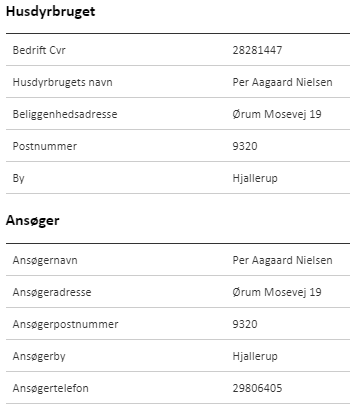 Husdyrbruget
Bedrift Cvr 28281447
Husdyrbrugets navn Per Aagaard Nielsen
Beliggenhedsadresse Ørum Mosevej 19
Postnummer 9320
By Hjallerup
Ansøger
Ansøgernavn Per Aagaard Nielsen
Ansøgeradresse Ørum Mosevej 19
Ansøgerpostnummer 9320
Ansøgerby Hjallerup
Ansøgertelefon 29806405